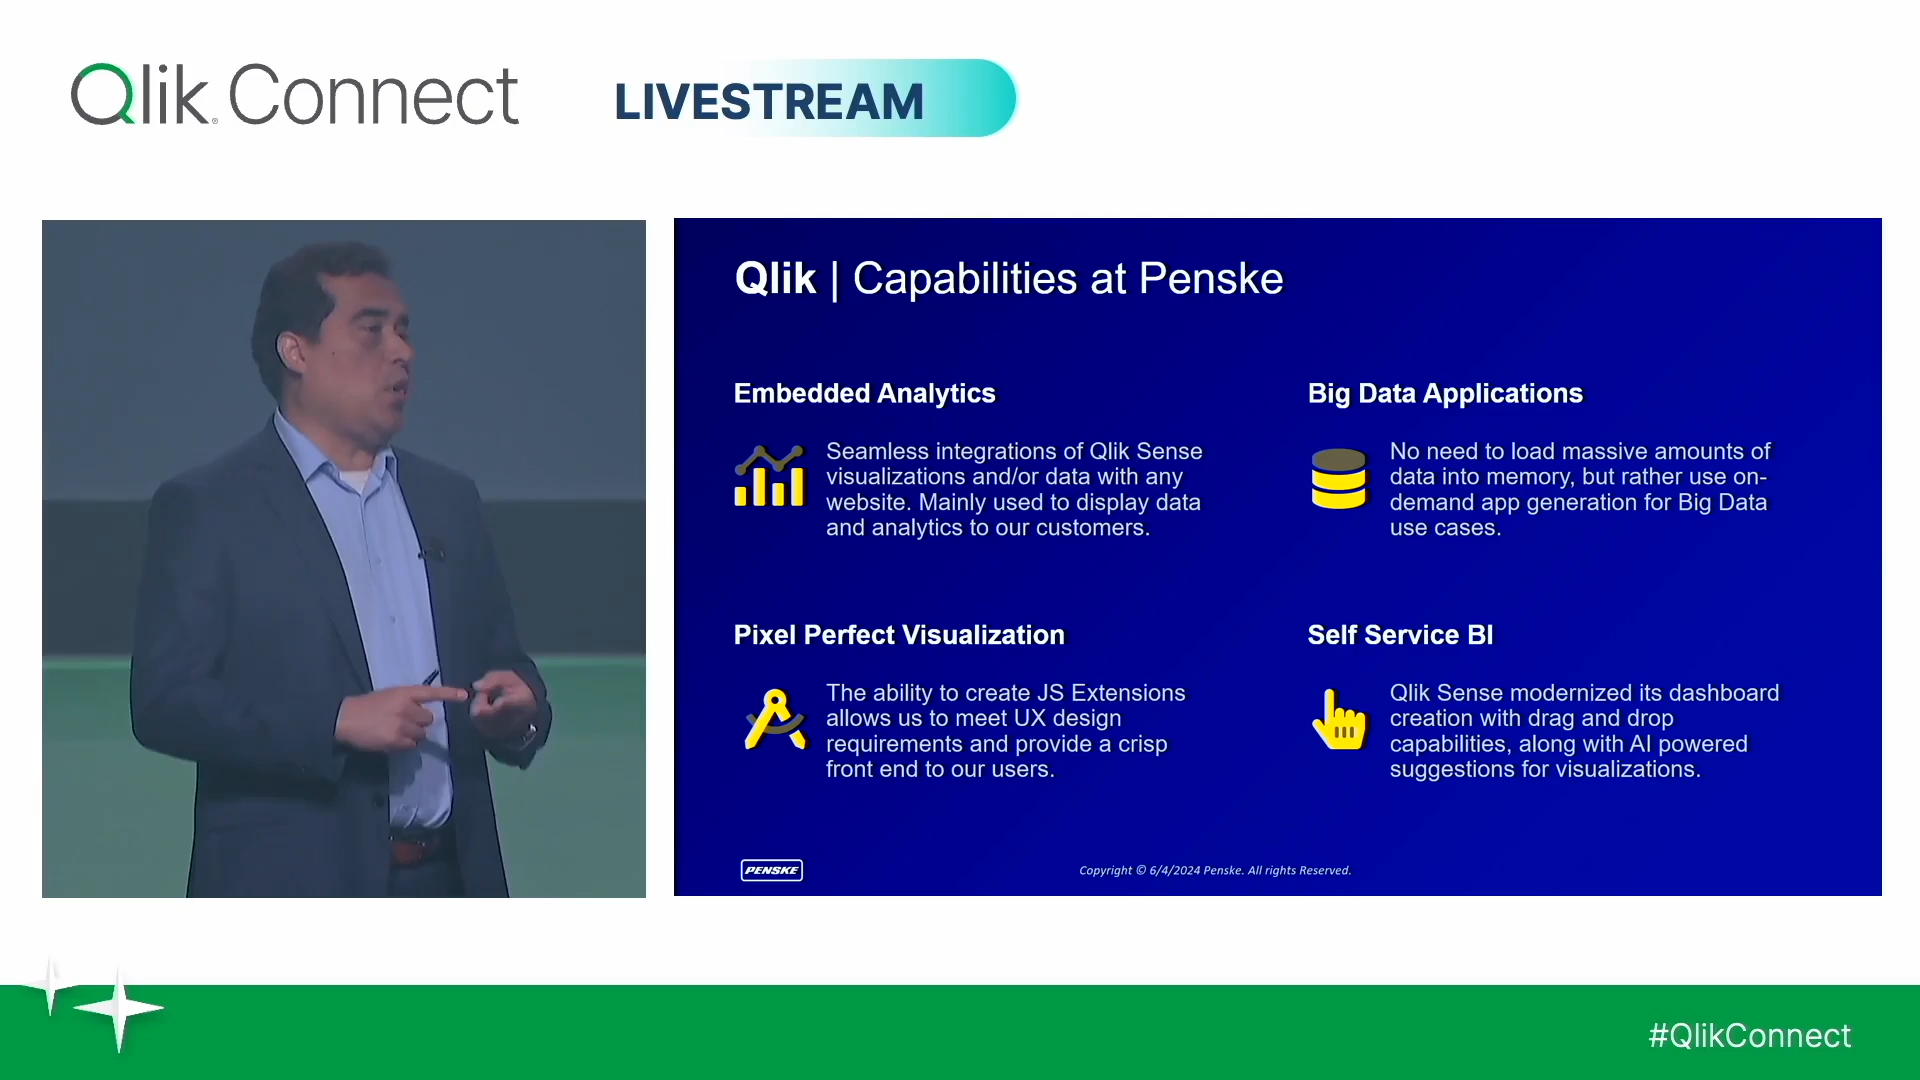 Qlik Connect
LIVESTREAM
Qlik | Capabilities at Penske
Embedded Analytics
Seamless integrations of Qlik Sense
visualizations and/or data with any
website. Mainly used to display data
and analytics to our customers.
Big Data Applications
No need to load massive amounts of
data into memory, but rather use on-
demand app generation for Big Data
use cases.
Pixel Perfect Visualization
The ability to create JS Extensions
allows us to meet UX design
requirements and provide a crisp
front end to our users.
Self Service BI
Qlik Sense modernized its dashboard
creation with drag and drop
capabilities, along with AI powered
suggestions for visualizations.
PENSKE
Copyright © 6/4/2024 Penske. All rights Reserved.
#QlikConnect